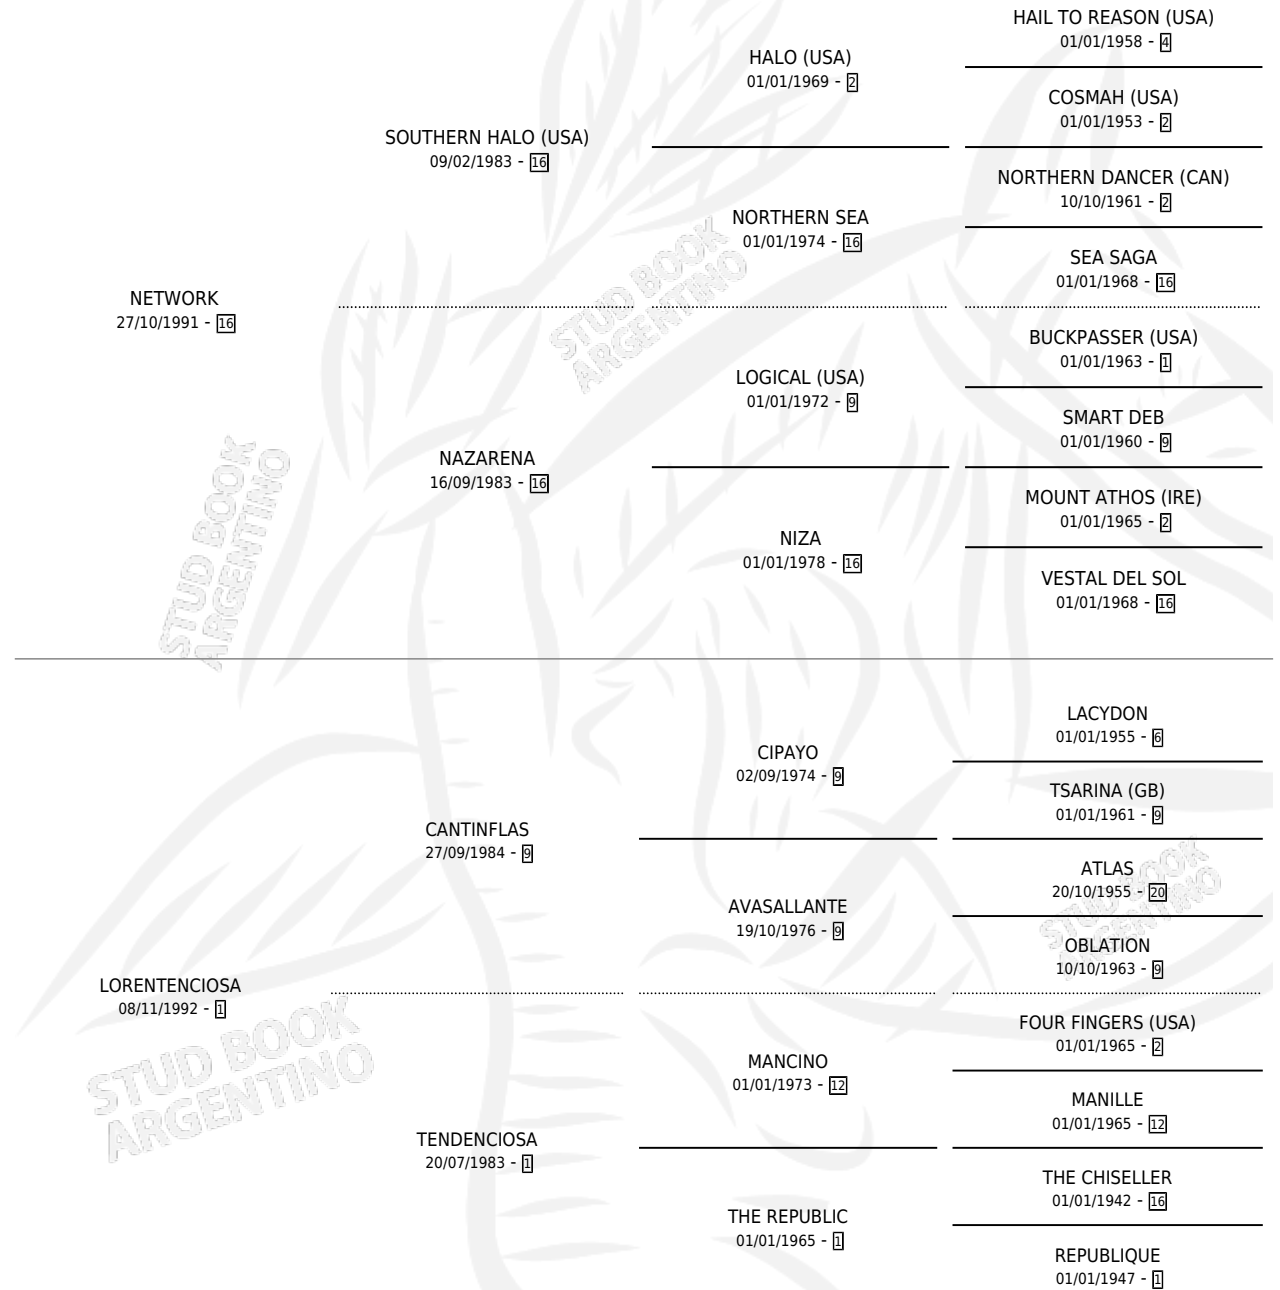 HAIL TO REASON (USA)
01/01/1958 - 4
HALO (USA)
01/01/1969 - 2
COSMAH (USA)
01/01/1953 - 2
SOUTHERN HALO (USA)
09/02/1983 - 16
NORTHERN DANCER (CAN)
10/10/1961 - 2
NORTHERN SEA
01/01/1974 - 16
SEA SAGA
01/01/1968 - 16
NETWORK
27/10/1991 - 16
STUD BOOK
ARGENTINO
BUCKPASSER (USA)
01/01/1963 - 1
LOGICAL (USA)
01/01/1972 - 9
SMART DEB
01/01/1960 - 9
NAZARENA
16/09/1983 - 16
MOUNT ATHOS (IRE)
01/01/1965 - 2
NIZA
01/01/1978 - 16
VESTAL DEL SOL
01/01/1968 - 16
STUD BOOK
ARGENTINO
LACYDON
01/01/1955 - 6
CIPAYO
02/09/1974 - 9
TSARINA (GB)
01/01/1961 - 9
CANTINFLAS
27/09/1984 - 9
ATLAS
20/10/1955 - 20
STUD BOOK
ARGENTINO
AVASALLANTE
19/10/1976 - 9
OBLATION
10/10/1963 - 9
LORENTENCIOSA
08/11/1992 - 1
STUD BOOK
ARGENTINO
FOUR FINGERS (USA)
01/01/1965 - 2
MANCINO
01/01/1973 - 12
MANILLE
01/01/1965 - 12
TENDENCIOSA
20/07/1983 - 1
THE CHISELLER
01/01/1942 - 16
THE REPUBLIC
01/01/1965 - 1
REPUBLIQUE
01/01/1947 - 1